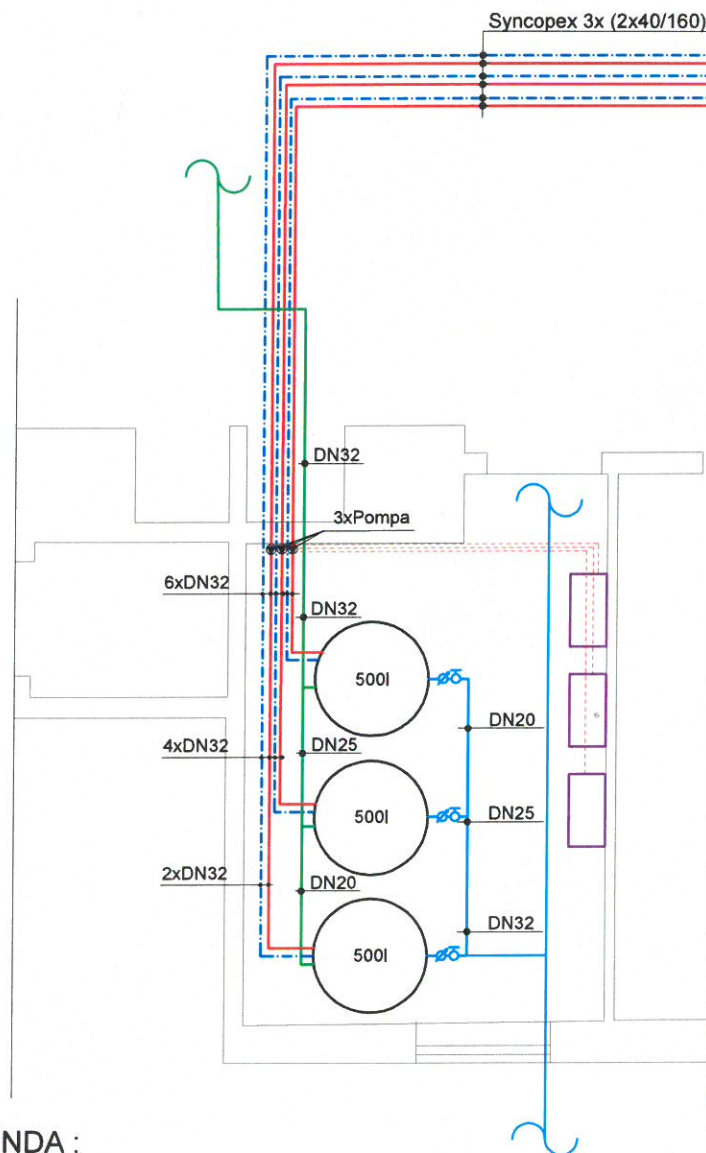 Syncopex 3x (2x40/160)
DN32
3xPompa
6xDN32
DN32
500l
DN20
4xDN32
DN25
500l
DN25
2xDN32
DN20
DN32
500l
NDA :